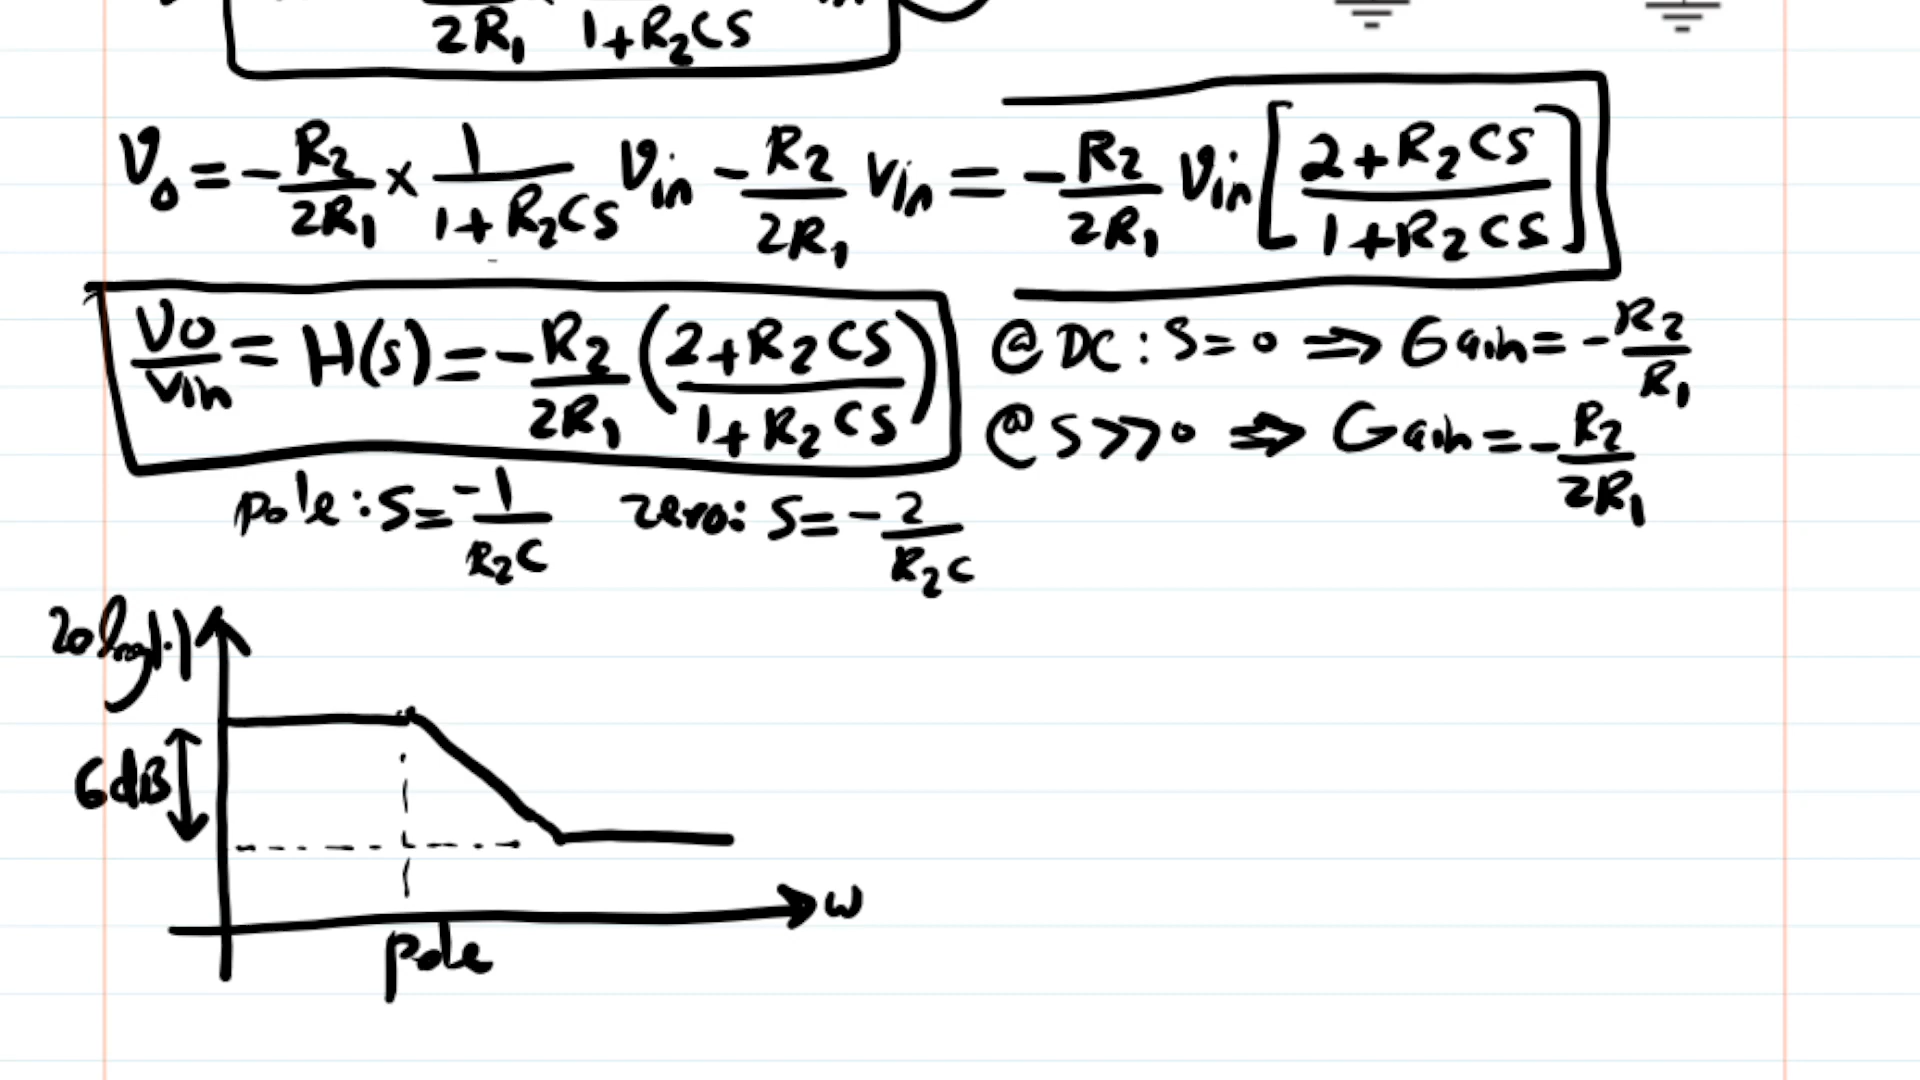 2R₁ 1+R₂CS
V₀ = -R₂/2R₁ × 1/(1+R₂CS) Vin - R₂/2R₁ Vin = -R₂/2R₁ Vin [(2+R₂CS)/(1+R₂CS)]
Vo/Vin = H(s) = -R₂/2R₁ ((2+R₂CS)/(1+R₂CS))
@ DC : S=0 ⇒ Gain = -R₂/R₁
@ S>>0 ⇒ Gain = -R₂/2R₁
pole : S = -1/R₂C zero: S = -2/R₂C
20log|.|
6dB
ω
pole